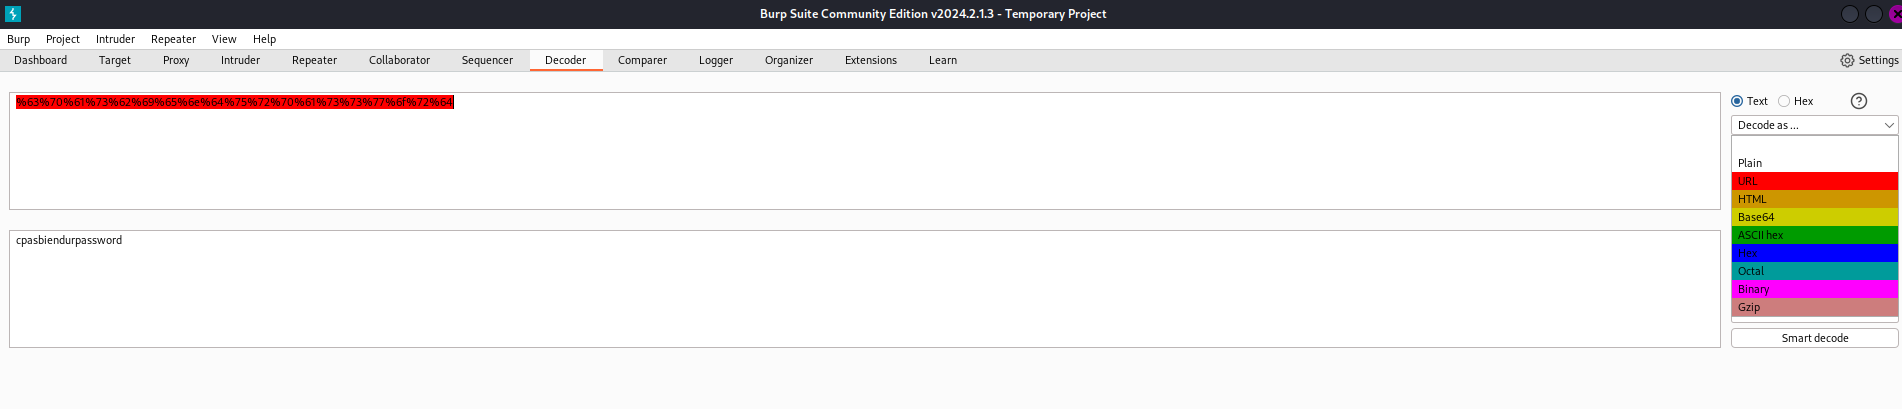 Burp Suite Community Edition v2024.2.1.3 - Temporary Project
Burp Project Intruder Repeater View Help
Dashboard Target Proxy Intruder Repeater Collaborator Sequencer Decoder Comparer Logger Organizer Extensions Learn Settings
%63%70%61%73%62%69%65%6e%64%75%72%70%61%73%73%77%6f%72%64
Text Hex ?
Decode as ...
Plain
URL
HTML
Base64
ASCII hex
Hex
Octal
Binary
Gzip
cpasbiendurpassword
Smart decode